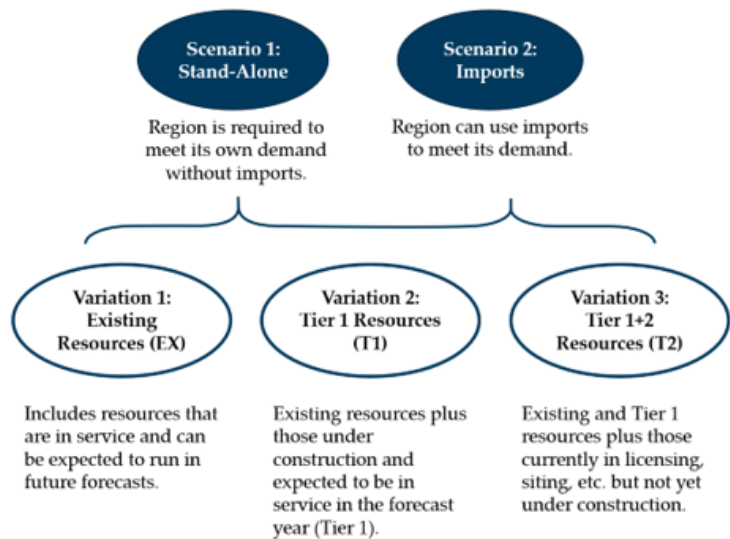 Scenario 1:
Stand-Alone
Scenario 2:
Imports
Region is required to
meet its own demand
without imports.
Region can use imports
to meet its demand.
Variation 1:
Existing
Resources (EX)
Variation 2:
Tier 1 Resources
(T1)
Variation 3:
Tier 1+2
Resources (T2)
Includes resources that
are in service and can
be expected to run in
future forecasts.
Existing resources plus
those under
construction and
expected to be in
service in the forecast
year (Tier 1).
Existing and Tier 1
resources plus those
currently in licensing,
siting, etc. but not yet
under construction.